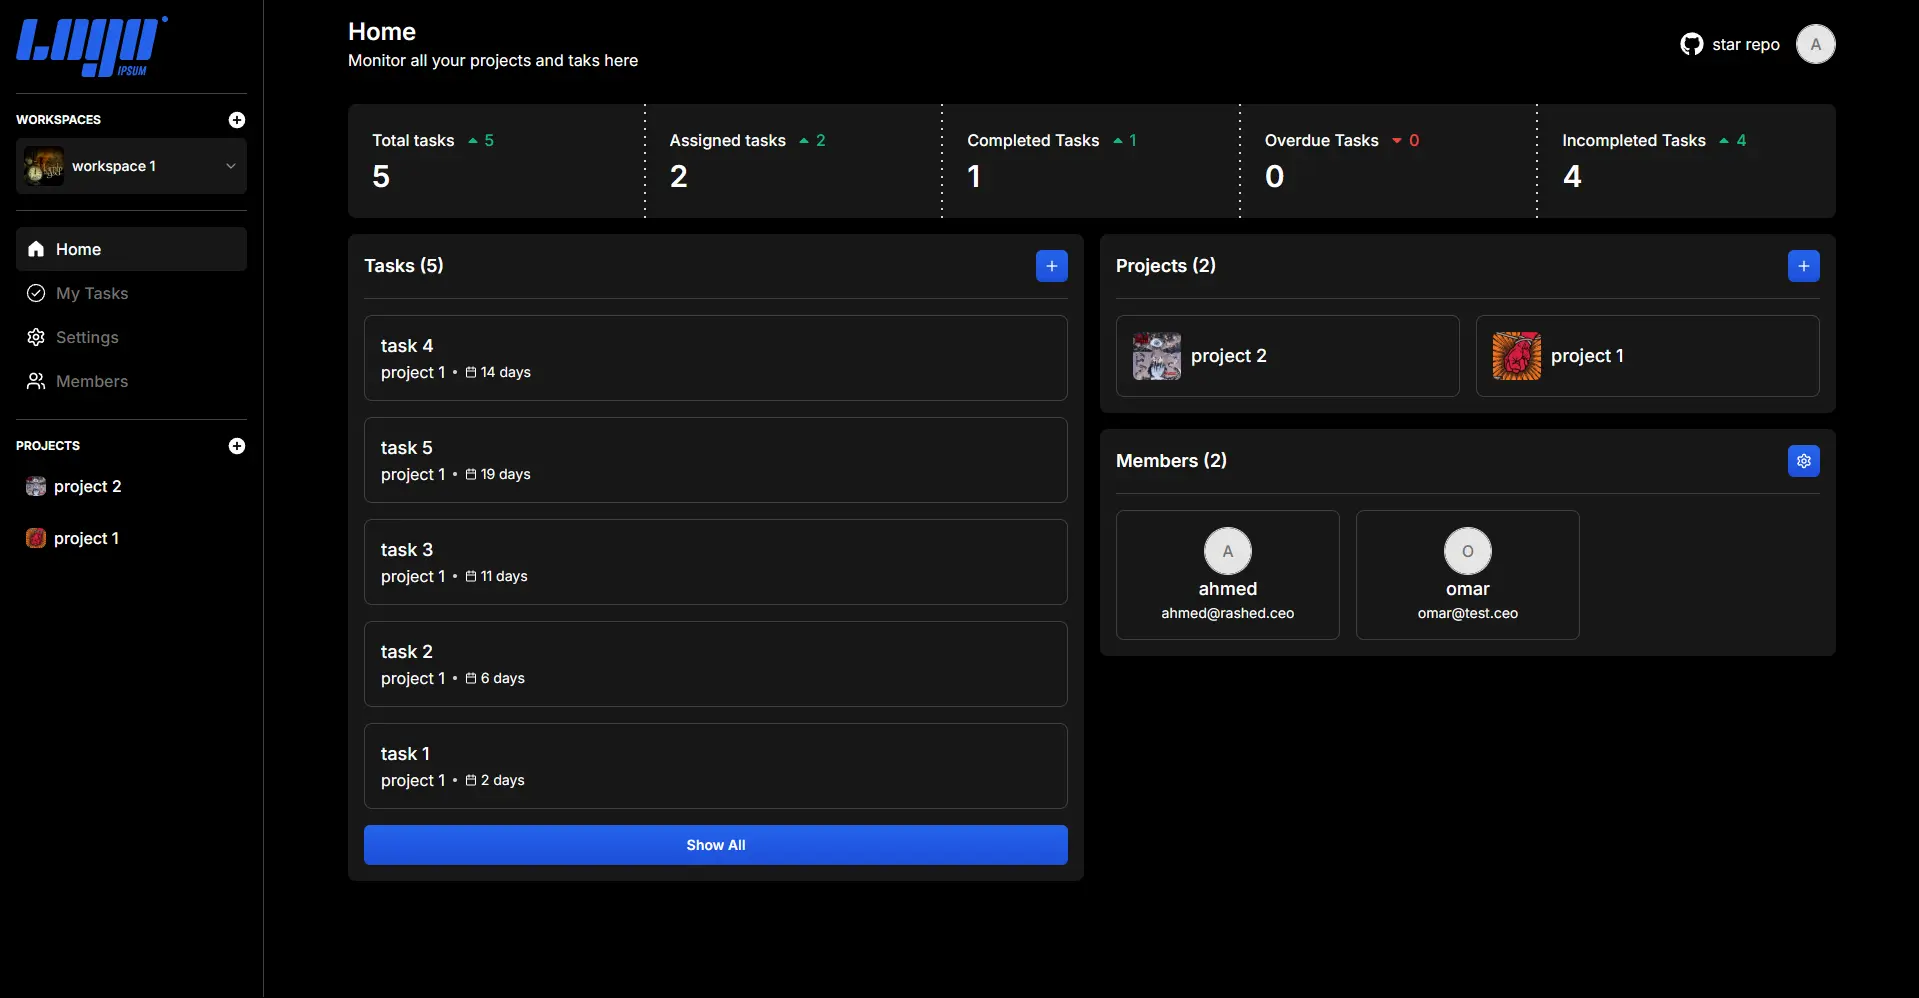 Logo
IPSUM
WORKSPACES
workspace 1
Home
My Tasks
Settings
Members
PROJECTS
project 2
project 1
Home
Monitor all your projects and taks here
star repo
A
Total tasks 5
5
Assigned tasks 2
2
Completed Tasks 1
1
Overdue Tasks 0
0
Incompleted Tasks 4
4
Tasks (5)
task 4
project 1 • 14 days
task 5
project 1 • 19 days
task 3
project 1 • 11 days
task 2
project 1 • 6 days
task 1
project 1 • 2 days
Show All
Projects (2)
project 2
project 1
Members (2)
A
ahmed
ahmed@rashed.ceo
O
omar
omar@test.ceo